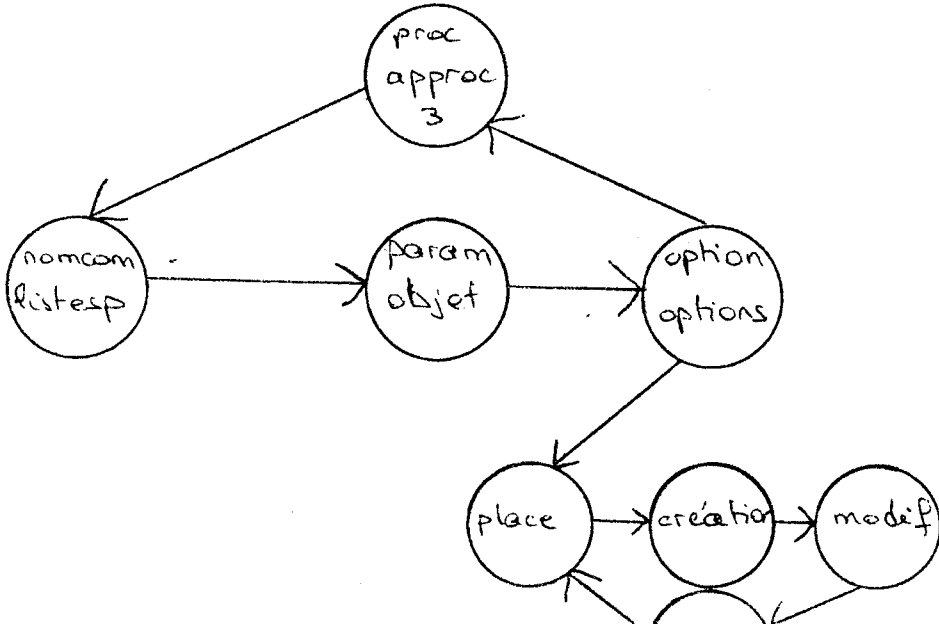 proc
approc
3
nomcom
listesp
param
objet
option
options
place
création
modif